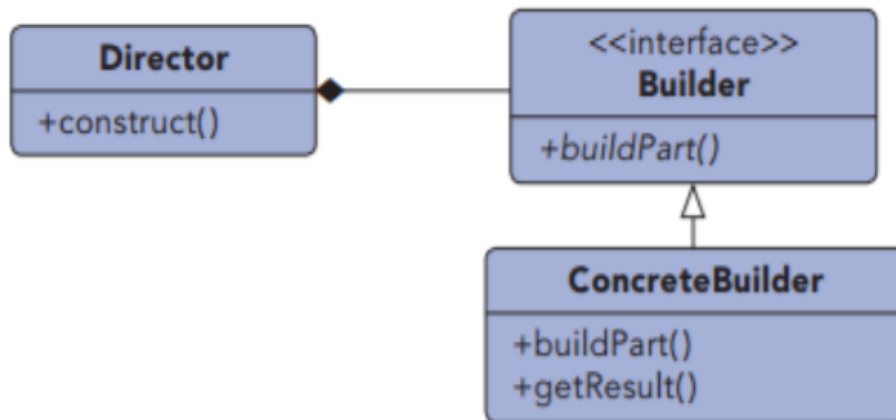 Director
+construct()
<<interface>>
Builder
+buildPart()
ConcreteBuilder
+buildPart()
+getResult()